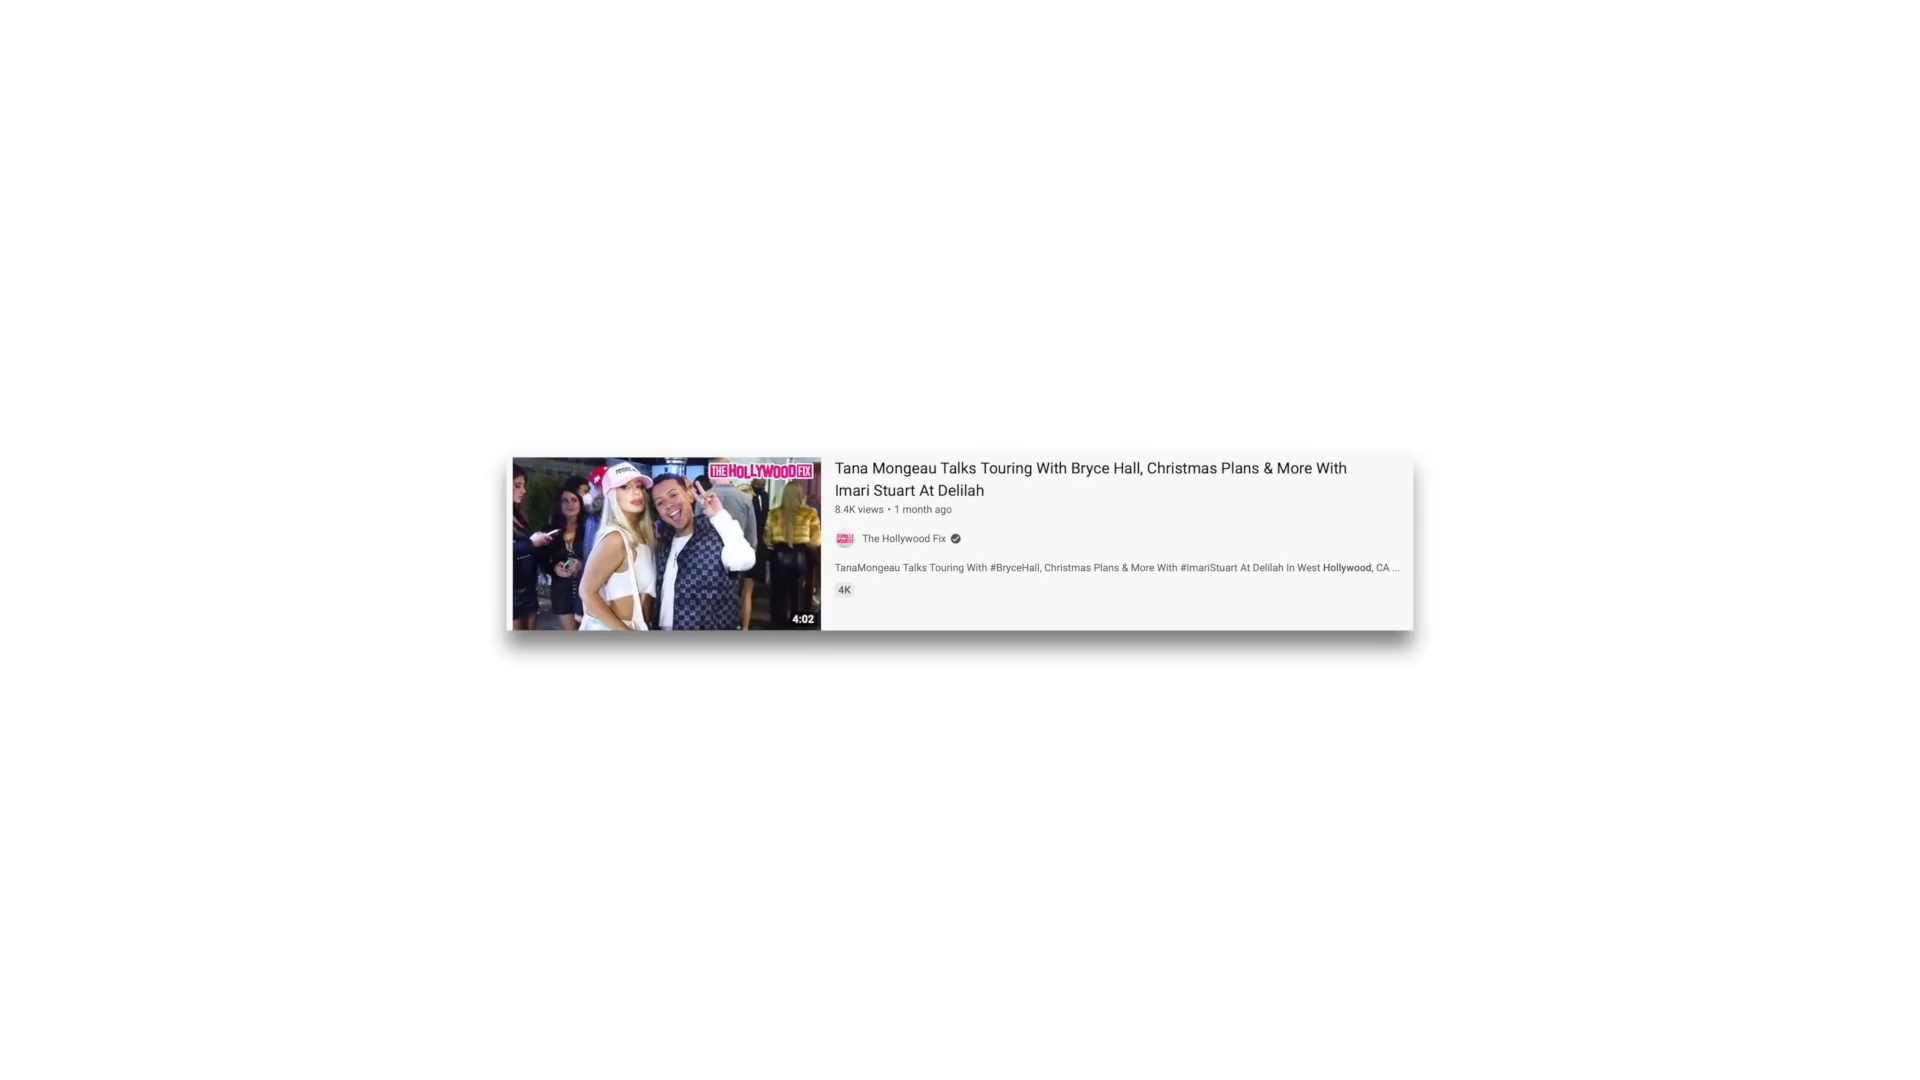 THE HOLLYWOOD FIX
4:02
Tana Mongeau Talks Touring With Bryce Hall, Christmas Plans & More With
Imari Stuart At Delilah
8.4K views • 1 month ago
The Hollywood Fix
TanaMongeau Talks Touring With #BryceHall, Christmas Plans & More With #ImariStuart At Delilah In West Hollywood, CA ...
4K